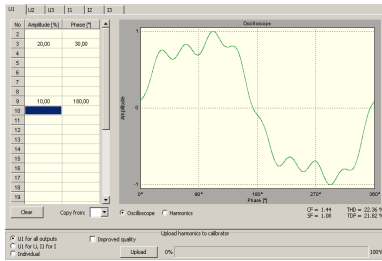 U1 U2 U3 I1 I2 I3
No Amplitude [%] Phase [°]
2
3 20,00 30,00
4
5
6
7
8
9 10,00 180,00
10
11
12
13
14
15
16
17
18
19
Clear Copy from:
Oscilloscope
Amplitude
1
0
-1
0° 90° 180° 270° 360°
Phase [°]
Oscilloscope Harmonics
CF = 1.44 THD = 22.36 %
SF = 1.08 TDF = 21.82 %
U1 for all outputs
U1 for U, I1 for I
Individual
Improved quality
Upload harmonics to calibrator
Upload 0% 100%